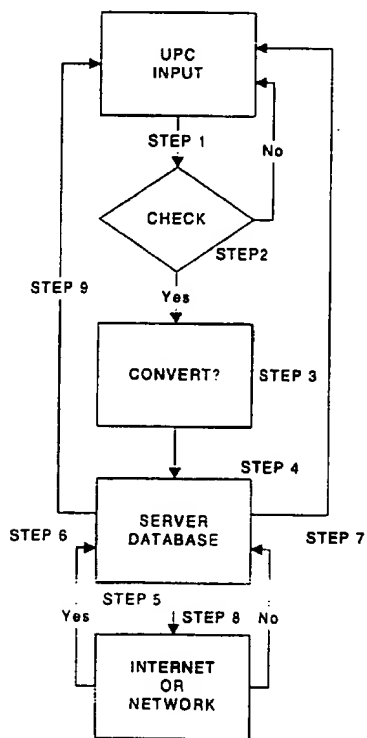 UPC
INPUT
STEP 1
No
CHECK
STEP2
STEP 9
Yes
CONVERT?
STEP 3
STEP 4
SERVER
DATABASE
STEP 6
STEP 7
STEP 5
Yes
STEP 8
No
INTERNET
OR
NETWORK